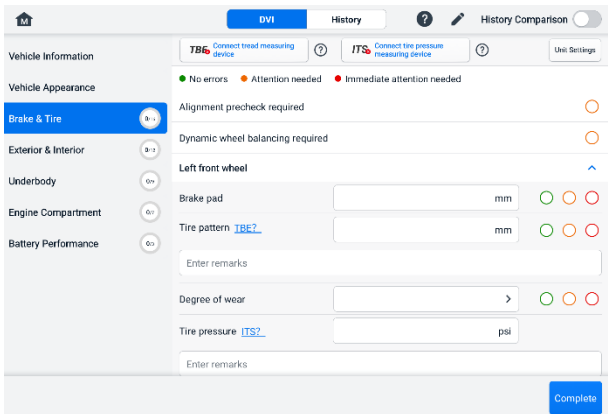 M
DVI
History
?
History Comparison
Vehicle Information
Vehicle Appearance
Brake & Tire
Exterior & Interior
Underbody
Engine Compartment
Battery Performance
TBE Connect tread measuring
device
?
ITS Connect tire pressure
measuring device
?
Unit Settings
No errors Attention needed Immediate attention needed
Alignment precheck required
Dynamic wheel balancing required
Left front wheel
Brake pad mm
Tire pattern TBE? mm
Enter remarks
Degree of wear
Tire pressure ITS? psi
Enter remarks
Complete